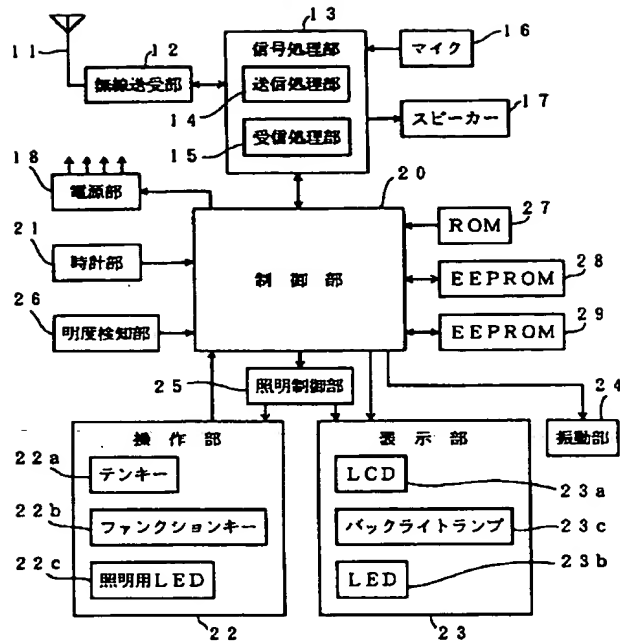 13
11
12
信号処理部
マイク
16
無線送受部
送信処理部
14
スピーカー
17
15
受信処理部
18
電源部
20
ROM
27
21
時計部
制御部
EEPROM
28
26
明度検知部
EEPROM
29
25
照明制御部
24
振動部
操作部
表示部
22a
テンキー
LCD
23a
22b
ファンクションキー
バックライトランプ
23c
22c
照明用LED
LED
23b
22
23